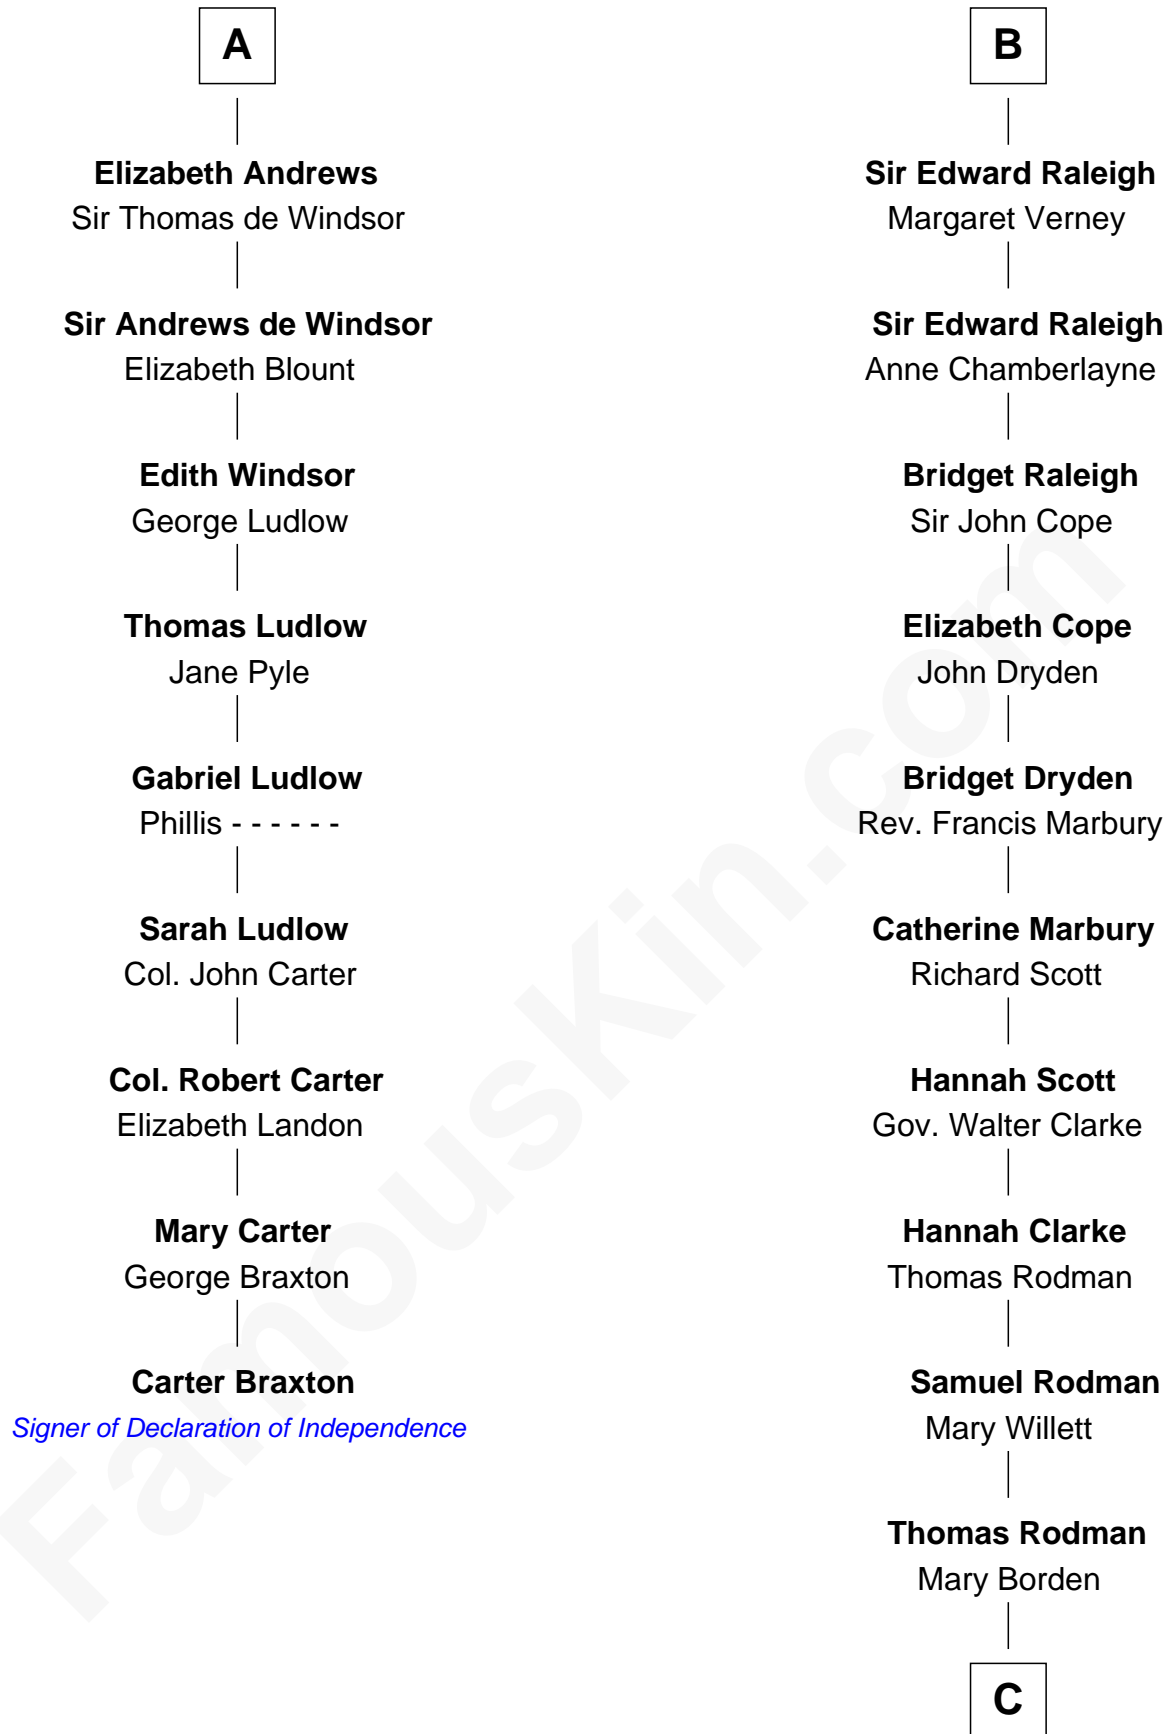 A
Elizabeth Andrews
Sir Thomas de Windsor
Sir Andrews de Windsor
Elizabeth Blount
Edith Windsor
George Ludlow
Thomas Ludlow
Jane Pyle
Gabriel Ludlow
Phillis - - - - - -
Sarah Ludlow
Col. John Carter
Col. Robert Carter
Elizabeth Landon
Mary Carter
George Braxton
Carter Braxton
Signer of Declaration of Independence
B
Sir Edward Raleigh
Margaret Verney
Sir Edward Raleigh
Anne Chamberlayne
Bridget Raleigh
Sir John Cope
Elizabeth Cope
John Dryden
Bridget Dryden
Rev. Francis Marbury
Catherine Marbury
Richard Scott
Hannah Scott
Gov. Walter Clarke
Hannah Clarke
Thomas Rodman
Samuel Rodman
Mary Willett
Thomas Rodman
Mary Borden
C
FamousKin.com